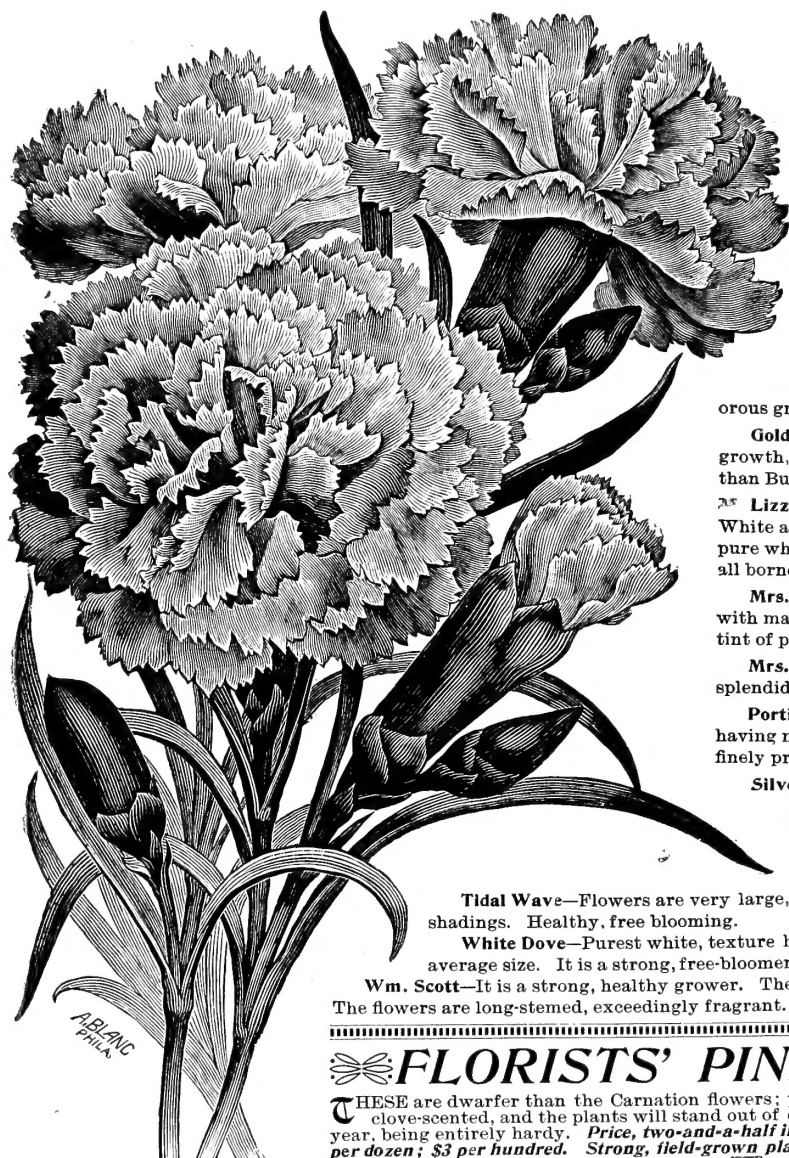 orous gr
Gold
growth,
than Bu
Lizz
White a
pure wh
all borne
Mrs.
with ma
tint of p
Mrs.
splendid
Porti
having r
finely pr
Silve
Tidal Wave—Flowers are very large,
shadings. Healthy, free blooming.
White Dove—Purest white, texture h
average size. It is a strong, free-bloomer
Wm. Scott—It is a strong, healthy grower. The
The flowers are long-stemed, exceedingly fragrant.
A.BLANC
PHILA.
FLORISTS' PIN
THESE are dwarfer than the Carnation flowers;
clove-scented, and the plants will stand out of
year, being entirely hardy. Price, two-and-a-half i
per dozen; $3 per hundred. Strong, field-grown pla